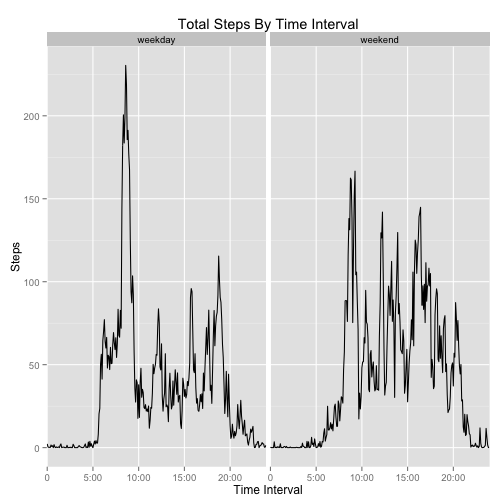 Total Steps By Time Interval
weekday weekend
200
150
100
50
0
Steps
0 5:00 10:00 15:00 20:00 0 5:00 10:00 15:00 20:00
Time Interval